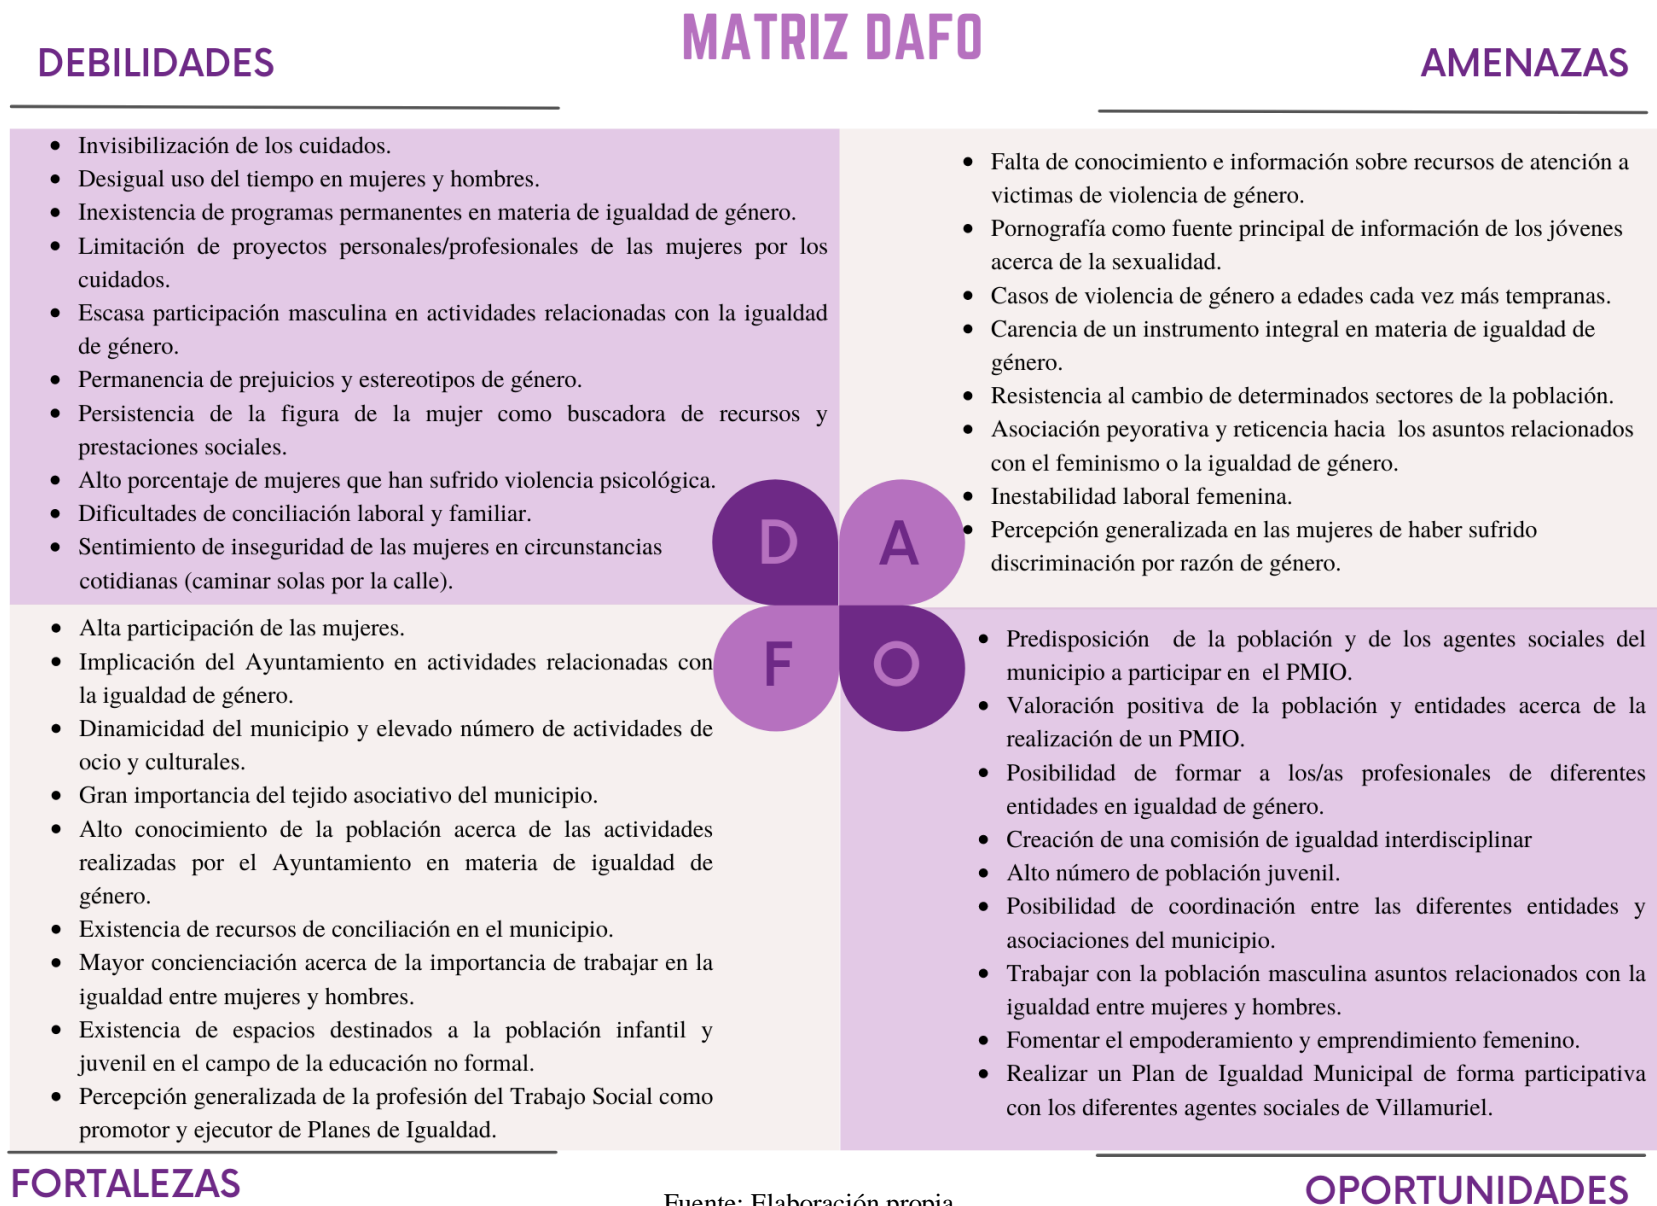 MATRIZ DAFO
DEBILIDADES
Invisibilización de los cuidados.
Desigual uso del tiempo en mujeres y hombres.
Inexistencia de programas permanentes en materia de igualdad de género.
Limitación de proyectos personales/profesionales de las mujeres por los
cuidados.
Escasa participación masculina en actividades relacionadas con la igualdad
de género.
Permanencia de prejuicios y estereotipos de género.
Persistencia de la figura de la mujer como buscadora de recursos y
prestaciones sociales.
Alto porcentaje de mujeres que han sufrido violencia psicológica.
Dificultades de conciliación laboral y familiar.
Sentimiento de inseguridad de las mujeres en circunstancias
cotidianas (caminar solas por la calle).
AMENAZAS
Falta de conocimiento e información sobre recursos de atención a
victimas de violencia de género.
Pornografía como fuente principal de información de los jóvenes
acerca de la sexualidad.
Casos de violencia de género a edades cada vez más tempranas.
Carencia de un instrumento integral en materia de igualdad de
género.
Resistencia al cambio de determinados sectores de la población.
Asociación peyorativa y reticencia hacia los asuntos relacionados
con el feminismo o la igualdad de género.
Inestabilidad laboral femenina.
Percepción generalizada en las mujeres de haber sufrido
discriminación por razón de género.
D
A
F
O
Alta participación de las mujeres.
Implicación del Ayuntamiento en actividades relacionadas con
la igualdad de género.
Dinamicidad del municipio y elevado número de actividades de
ocio y culturales.
Gran importancia del tejido asociativo del municipio.
Alto conocimiento de la población acerca de las actividades
realizadas por el Ayuntamiento en materia de igualdad de
género.
Existencia de recursos de conciliación en el municipio.
Mayor concienciación acerca de la importancia de trabajar en la
igualdad entre mujeres y hombres.
Existencia de espacios destinados a la población infantil y
juvenil en el campo de la educación no formal.
Percepción generalizada de la profesión del Trabajo Social como
promotor y ejecutor de Planes de Igualdad.
FORTALEZAS
Predisposición de la población y de los agentes sociales del
municipio a participar en el PMIO.
Valoración positiva de la población y entidades acerca de la
realización de un PMIO.
Posibilidad de formar a los/as profesionales de diferentes
entidades en igualdad de género.
Creación de una comisión de igualdad interdisciplinar
Alto número de población juvenil.
Posibilidad de coordinación entre las diferentes entidades y
asociaciones del municipio.
Trabajar con la población masculina asuntos relacionados con la
igualdad entre mujeres y hombres.
Fomentar el empoderamiento y emprendimiento femenino.
Realizar un Plan de Igualdad Municipal de forma participativa
con los diferentes agentes sociales de Villamuriel.
OPORTUNIDADES
Fuente: Elaboración propia